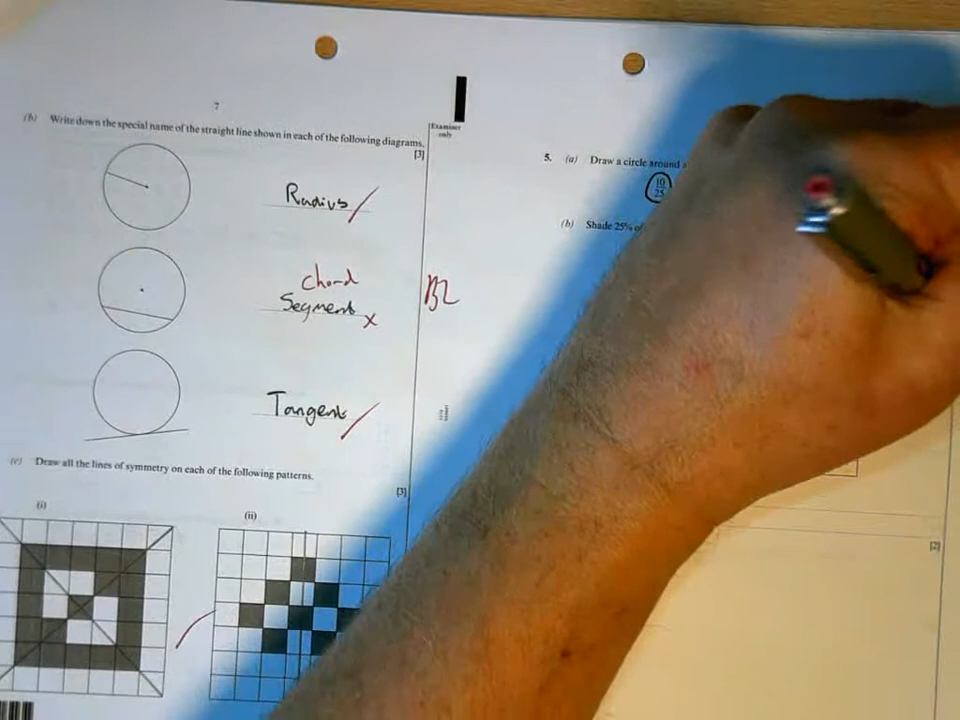 7
(b) Write down the special name of the straight line shown in each of the following diagrams.
[3]
Examiner only
Radius
Chord
Segment x
B2
Tangent
(c) Draw all the lines of symmetry on each of the following patterns.
[3]
(i)
(ii)
5. (a) Draw a circle around
10
25
(b) Shade 25% of
[2]